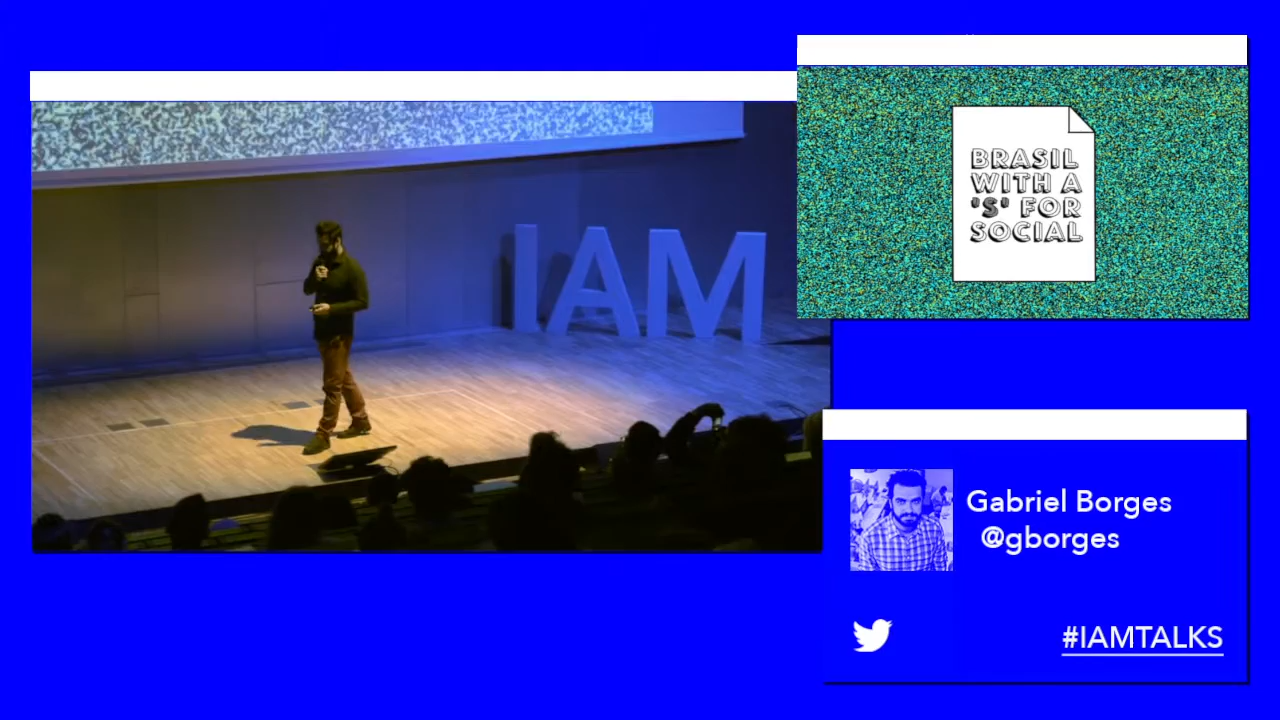 IAM
BRASIL
WITH A
'S' FOR
SOCIAL
Gabriel Borges
@gborges
#IAMTALKS